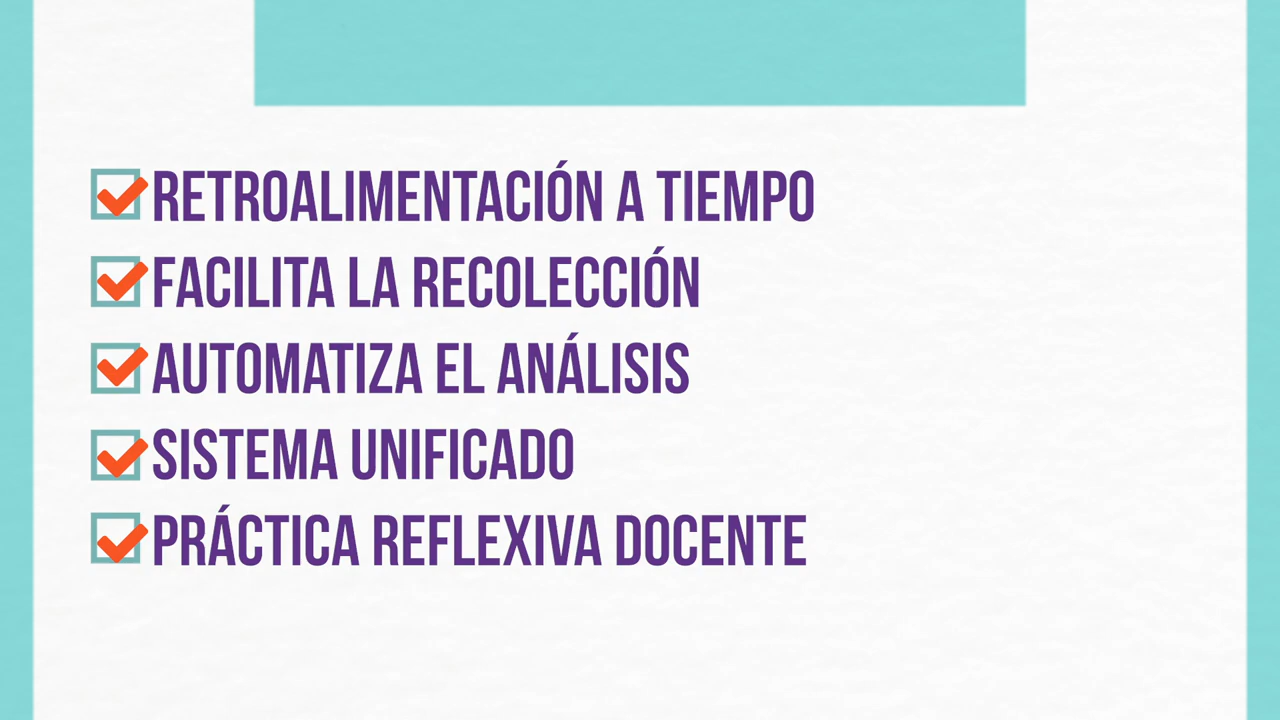 RETROALIMENTACIÓN A TIEMPO
FACILITA LA RECOLECCIÓN
AUTOMATIZA EL ANÁLISIS
SISTEMA UNIFICADO
PRÁCTICA REFLEXIVA DOCENTE